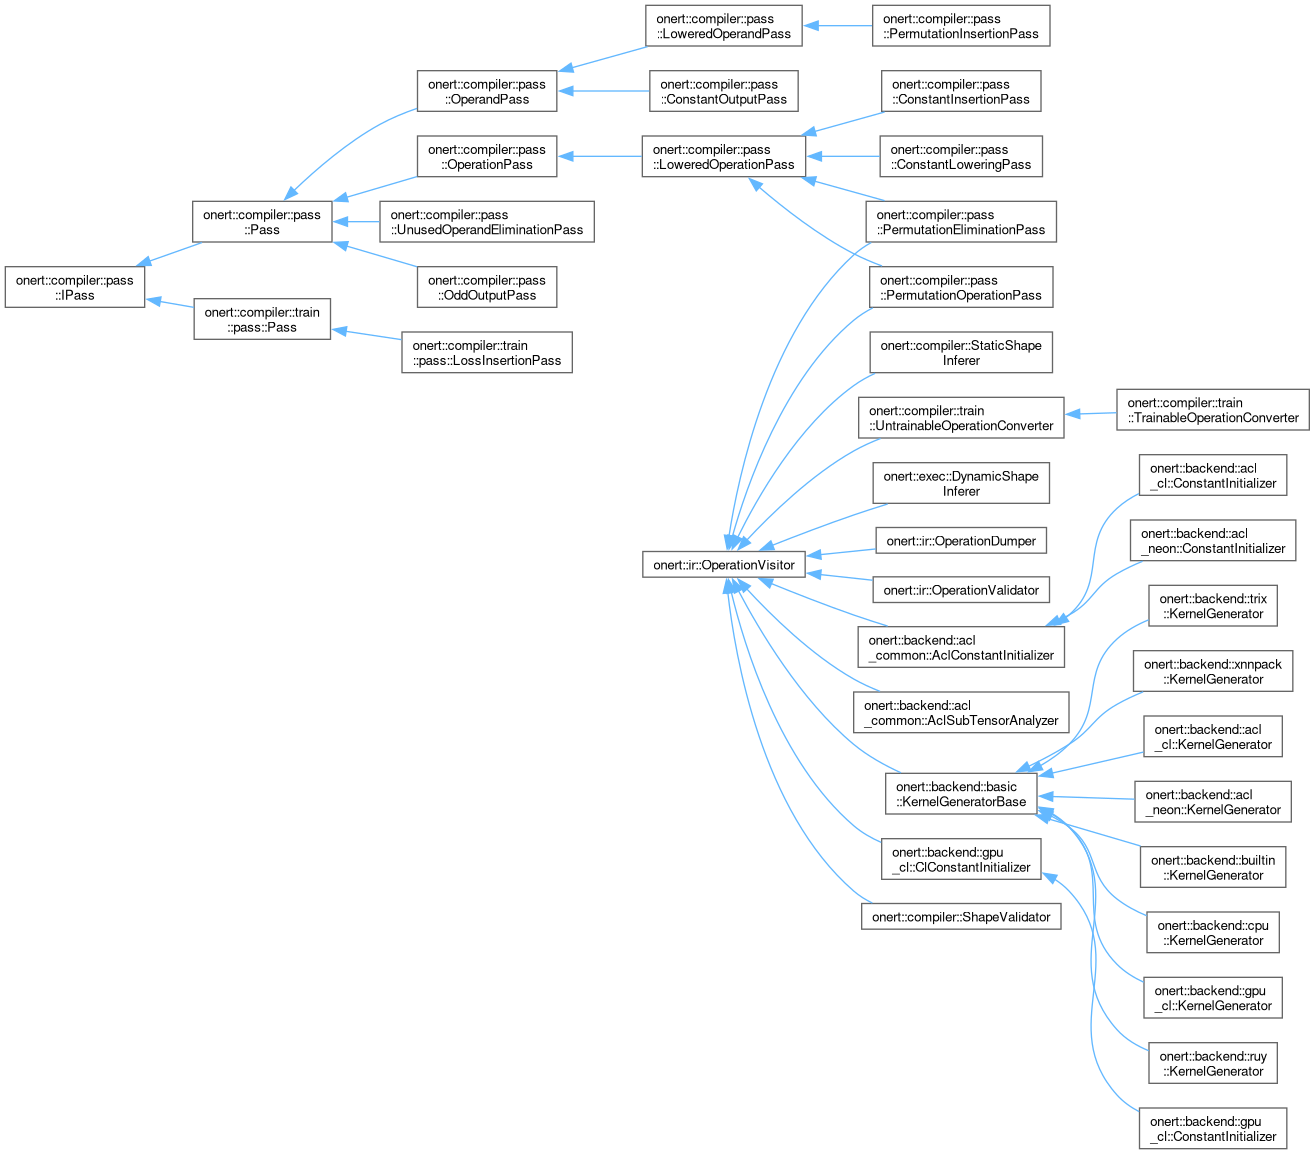 onert::compiler::pass
::IPass
onert::compiler::pass
::Pass
onert::compiler::train
::pass::Pass
onert::compiler::pass
::OperandPass
onert::compiler::pass
::OperationPass
onert::compiler::pass
::UnusedOperandEliminationPass
onert::compiler::pass
::OddOutputPass
onert::compiler::train
::pass::LossInsertionPass
onert::compiler::pass
::LoweredOperandPass
onert::compiler::pass
::ConstantOutputPass
onert::compiler::pass
::LoweredOperationPass
onert::ir::OperationVisitor
onert::compiler::pass
::PermutationInsertionPass
onert::compiler::pass
::ConstantInsertionPass
onert::compiler::pass
::ConstantLoweringPass
onert::compiler::pass
::PermutationEliminationPass
onert::compiler::pass
::PermutationOperationPass
onert::compiler::StaticShape
Inferer
onert::compiler::train
::UntrainableOperationConverter
onert::exec::DynamicShape
Inferer
onert::ir::OperationDumper
onert::ir::OperationValidator
onert::backend::acl
_common::AclConstantInitializer
onert::backend::acl
_common::AclSubTensorAnalyzer
onert::backend::basic
::KernelGeneratorBase
onert::backend::gpu
_cl::ClConstantInitializer
onert::compiler::ShapeValidator
onert::compiler::train
::TrainableOperationConverter
onert::backend::acl
_cl::ConstantInitializer
onert::backend::acl
_neon::ConstantInitializer
onert::backend::trix
::KernelGenerator
onert::backend::xnnpack
::KernelGenerator
onert::backend::acl
_cl::KernelGenerator
onert::backend::acl
_neon::KernelGenerator
onert::backend::builtin
::KernelGenerator
onert::backend::cpu
::KernelGenerator
onert::backend::gpu
_cl::KernelGenerator
onert::backend::ruy
::KernelGenerator
onert::backend::gpu
_cl::ConstantInitializer